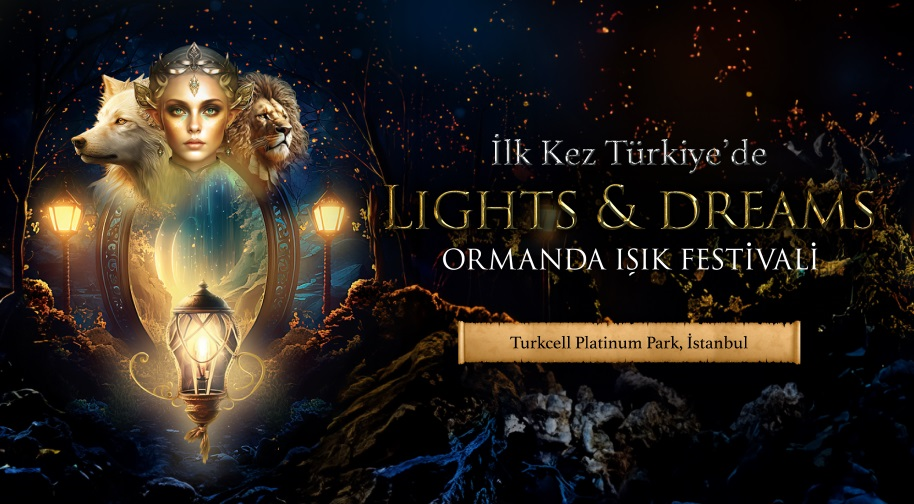 İlk Kez Türkiye'de
LIGHTS & DREAMS
ORMANDA IŞIK FESTİVALİ
Turkcell Platinum Park, İstanbul